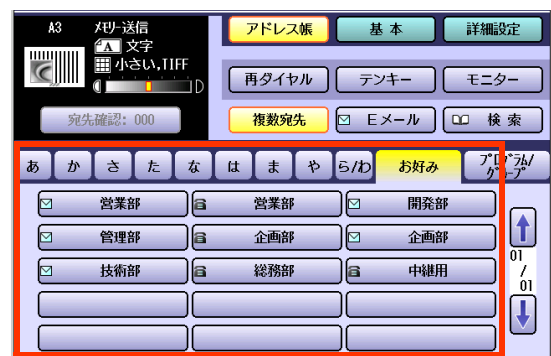 A3 メモリー送信
A 文字
小さい,TIFF
D
宛先確認: 000
アドレス帳 基本 詳細設定
再ダイヤル テンキー モニター
複数宛先 Eメール 検索
あ か さ た な は ま や ら/わ お好み プログラム/
グループ
営業部 営業部 開発部
管理部 企画部 企画部
技術部 総務部 中継用
01
/
01